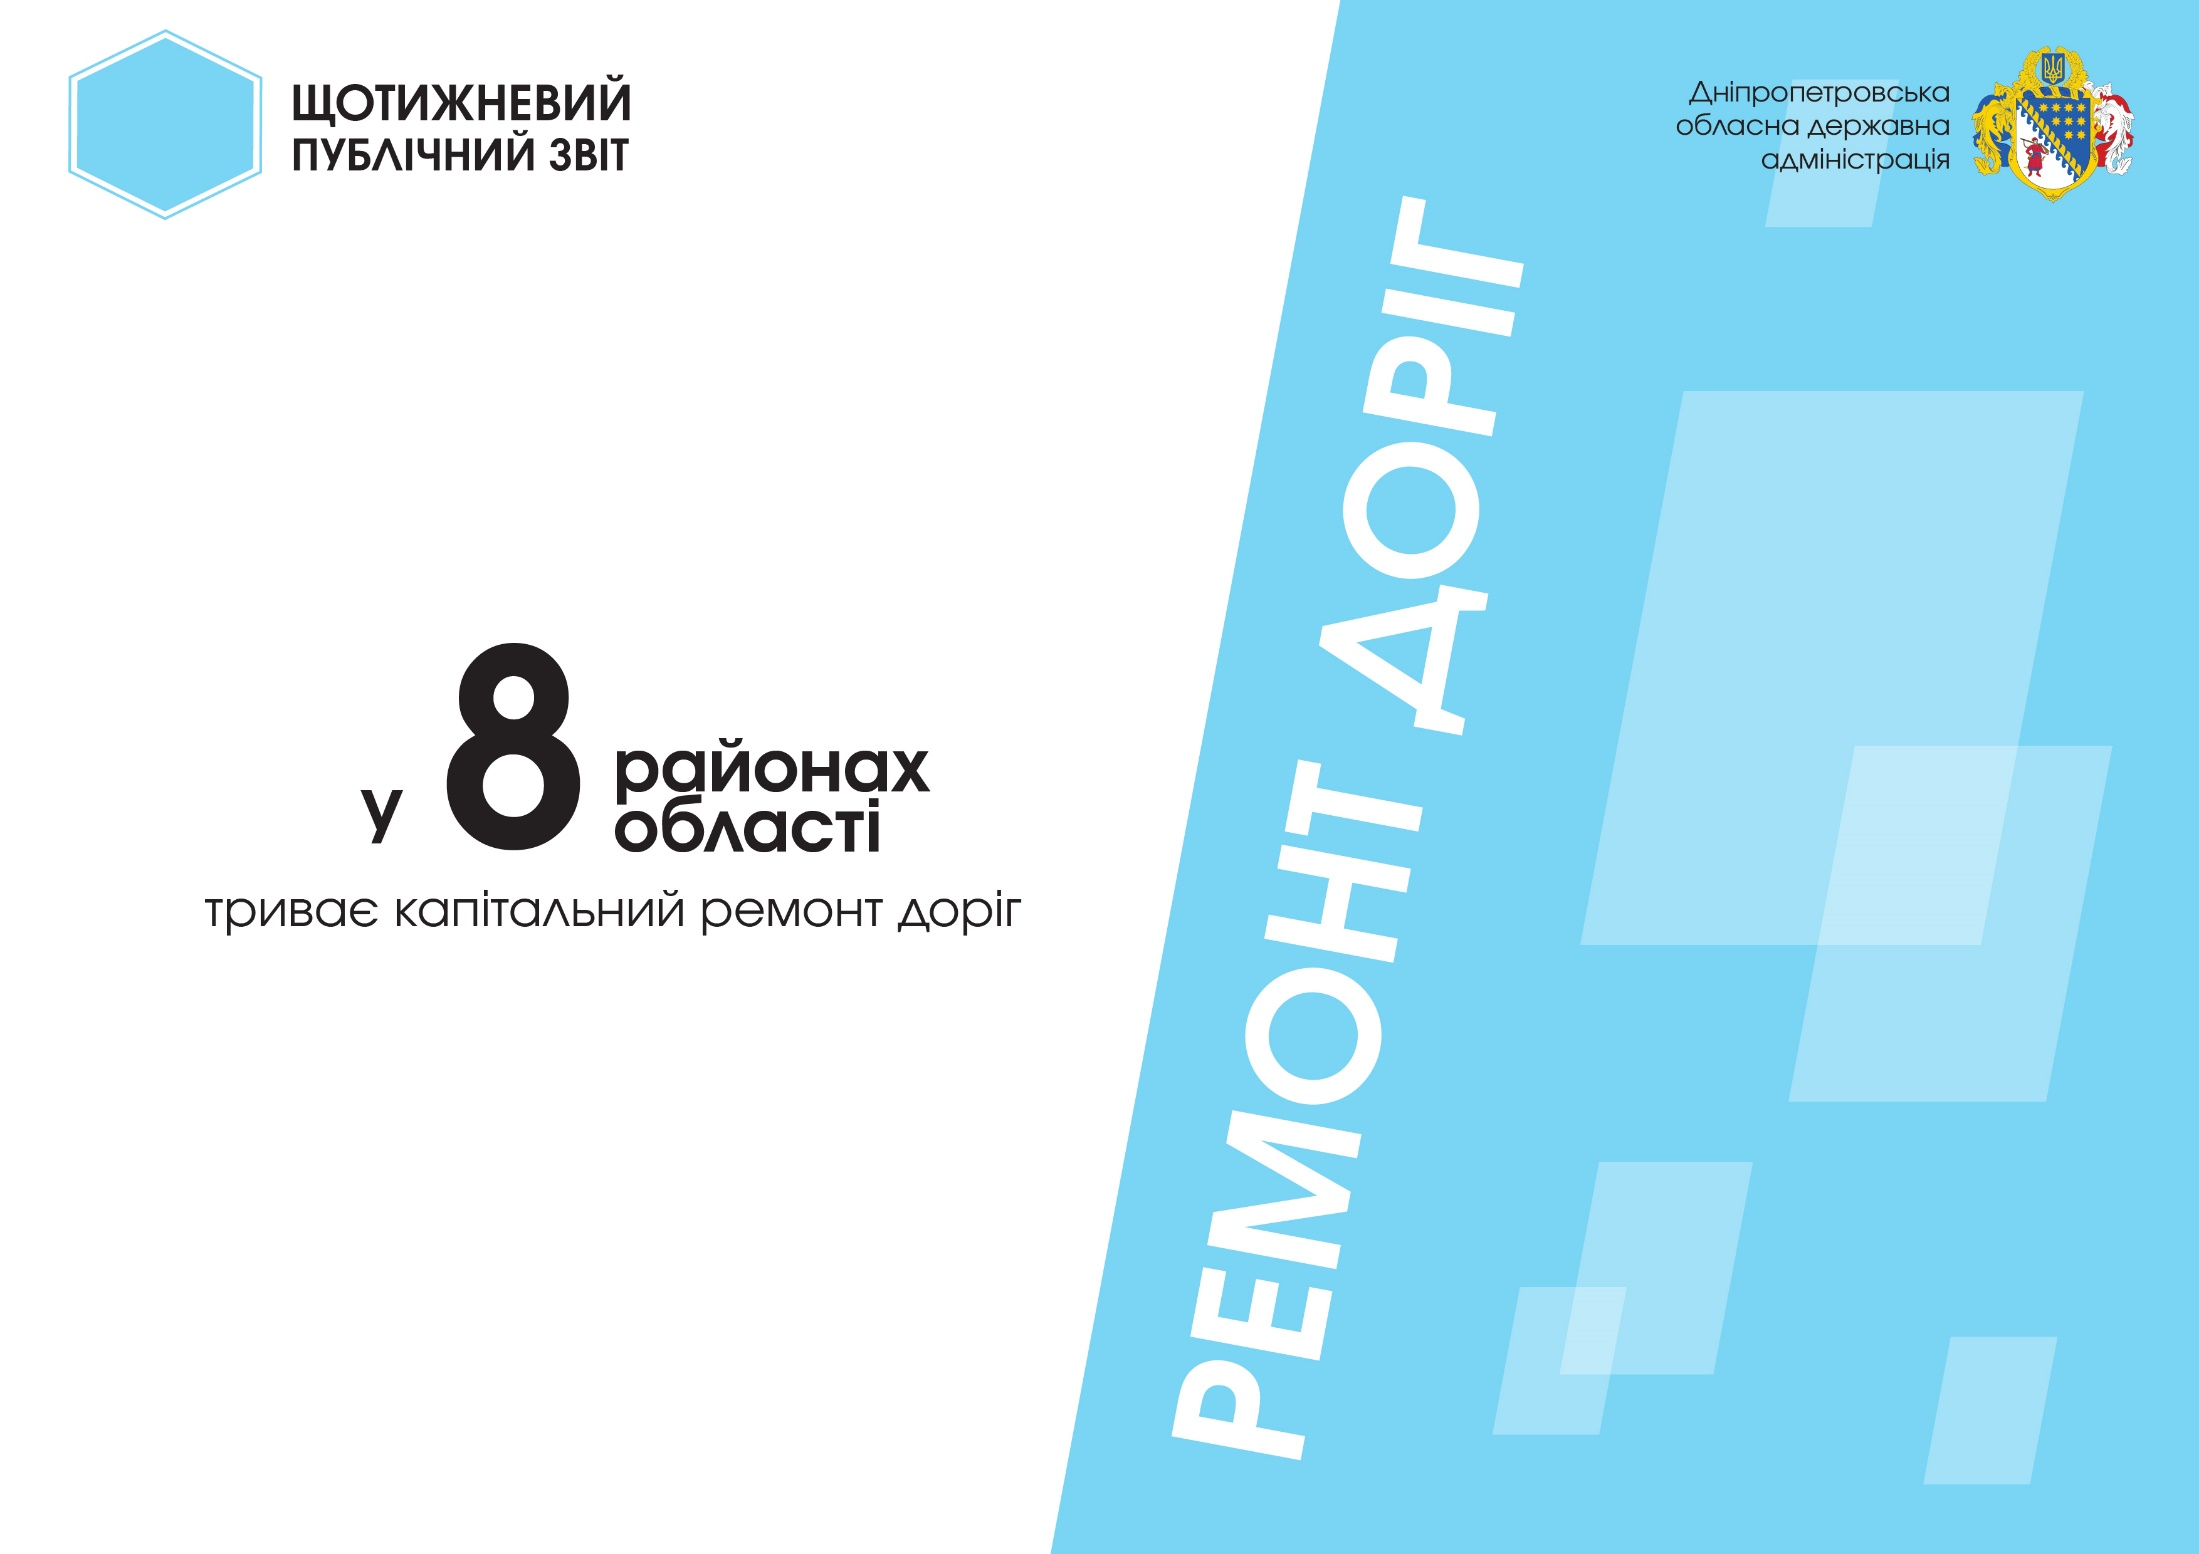 ЩОТИЖНЕВИЙ
ПУБЛІЧНИЙ ЗВІТ
Дніпропетровська
обласна державна
адміністрація
у 8 районах
області
триває капітальний ремонт доріг
РЕМОНТ ДОРІГ